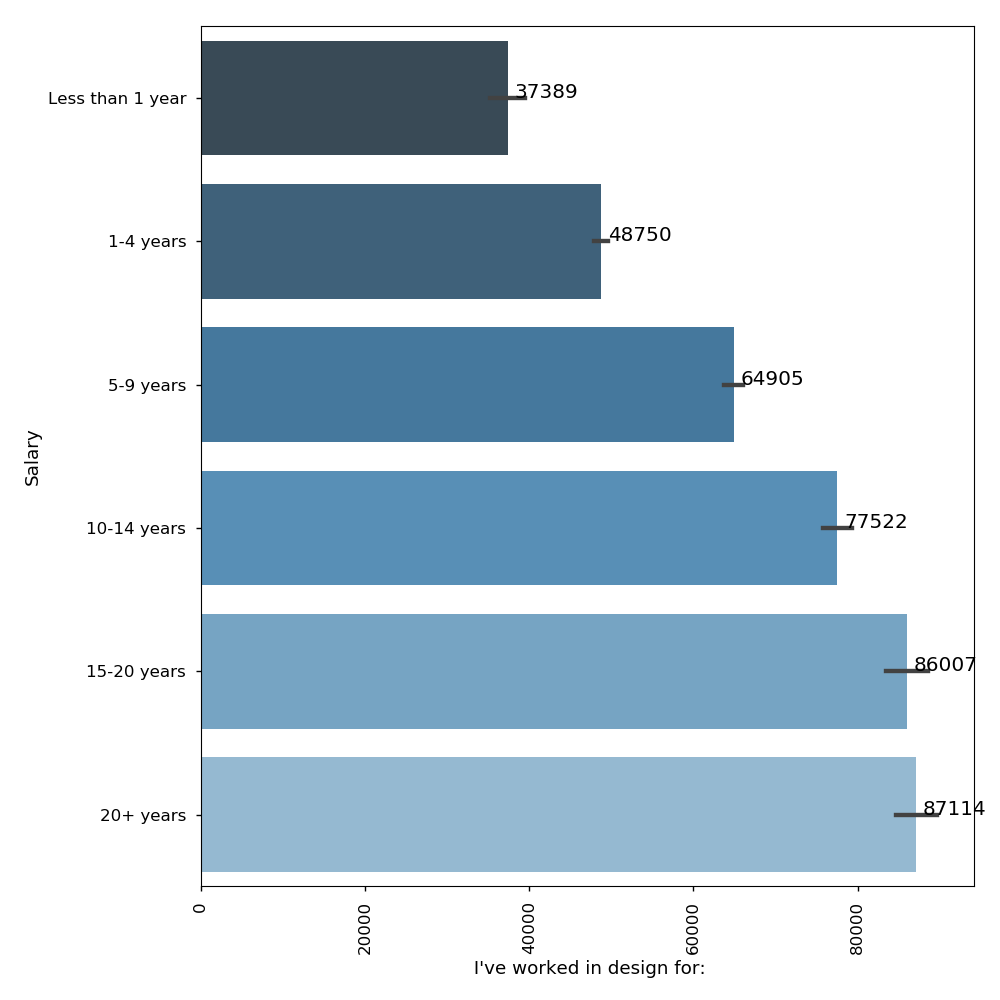 Less than 1 year
37389
1-4 years
48750
5-9 years
64905
Salary
10-14 years
77522
15-20 years
86007
20+ years
87114
0
20000
40000
60000
80000
I've worked in design for: